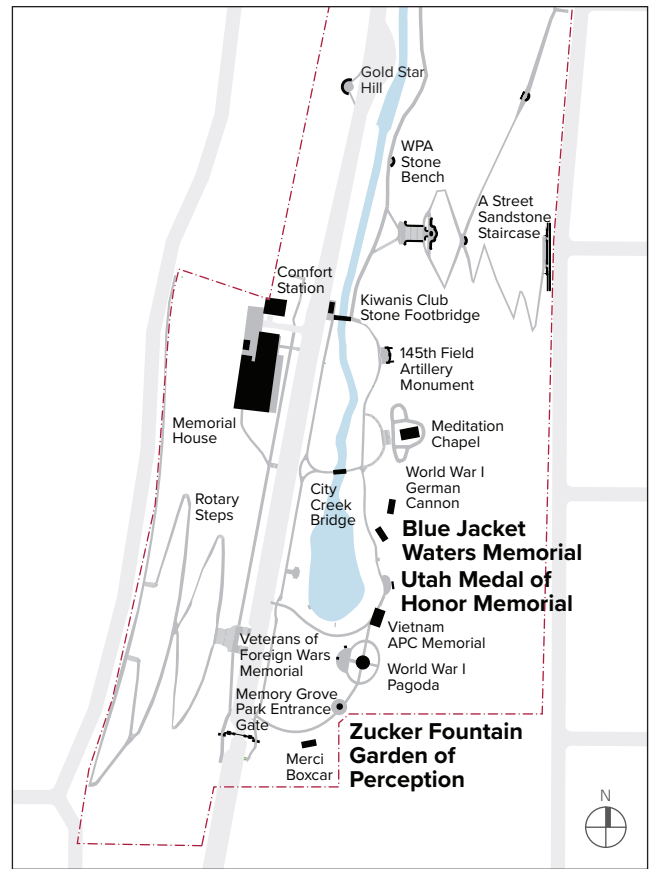 Gold Star
Hill
WPA
Stone
Bench
A Street
Sandstone
Staircase
Comfort
Station
Kiwanis Club
Stone Footbridge
145th Field
Artillery
Monument
Memorial
House
Meditation
Chapel
World War I
German
Cannon
City
Creek
Bridge
Rotary
Steps
Blue Jacket
Waters Memorial
Utah Medal of
Honor Memorial
Vietnam
APC Memorial
Veterans of
Foreign Wars
Memorial
World War I
Pagoda
Memory Grove
Park Entrance
Gate
Zucker Fountain
Garden of
Perception
Merci
Boxcar
N